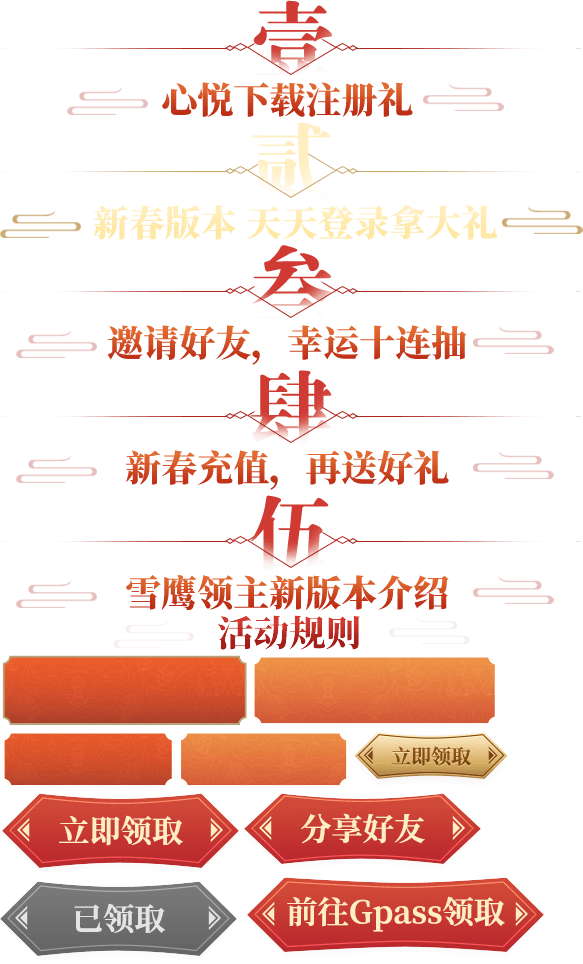 壹
心悦下载注册礼
贰
新春版本 天天登录拿大礼
叁
邀请好友，幸运十连抽
肆
新春充值，再送好礼
伍
雪鹰领主新版本介绍
活动规则
立即领取
立即领取
分享好友
已领取
前往Gpass领取